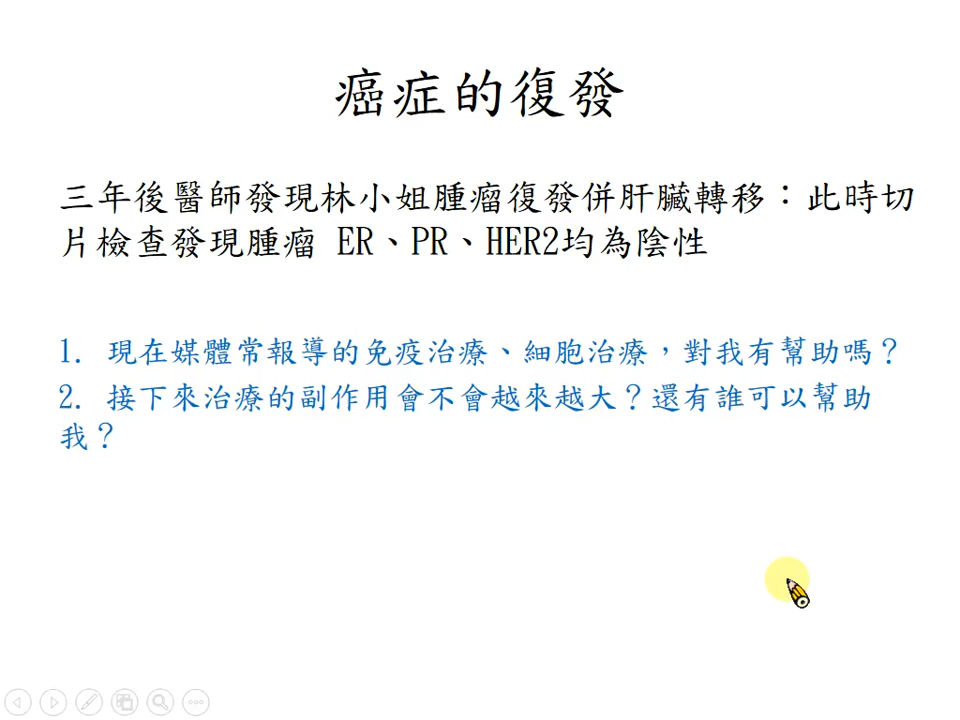 癌症的復發
三年後醫師發現林小姐腫瘤復發併肝臟轉移：此時切
片檢查發現腫瘤 ER、PR、HER2均為陰性
1. 現在媒體常報導的免疫治療、細胞治療，對我有幫助嗎？
2. 接下來治療的副作用會不會越來越大？還有誰可以幫助
我？